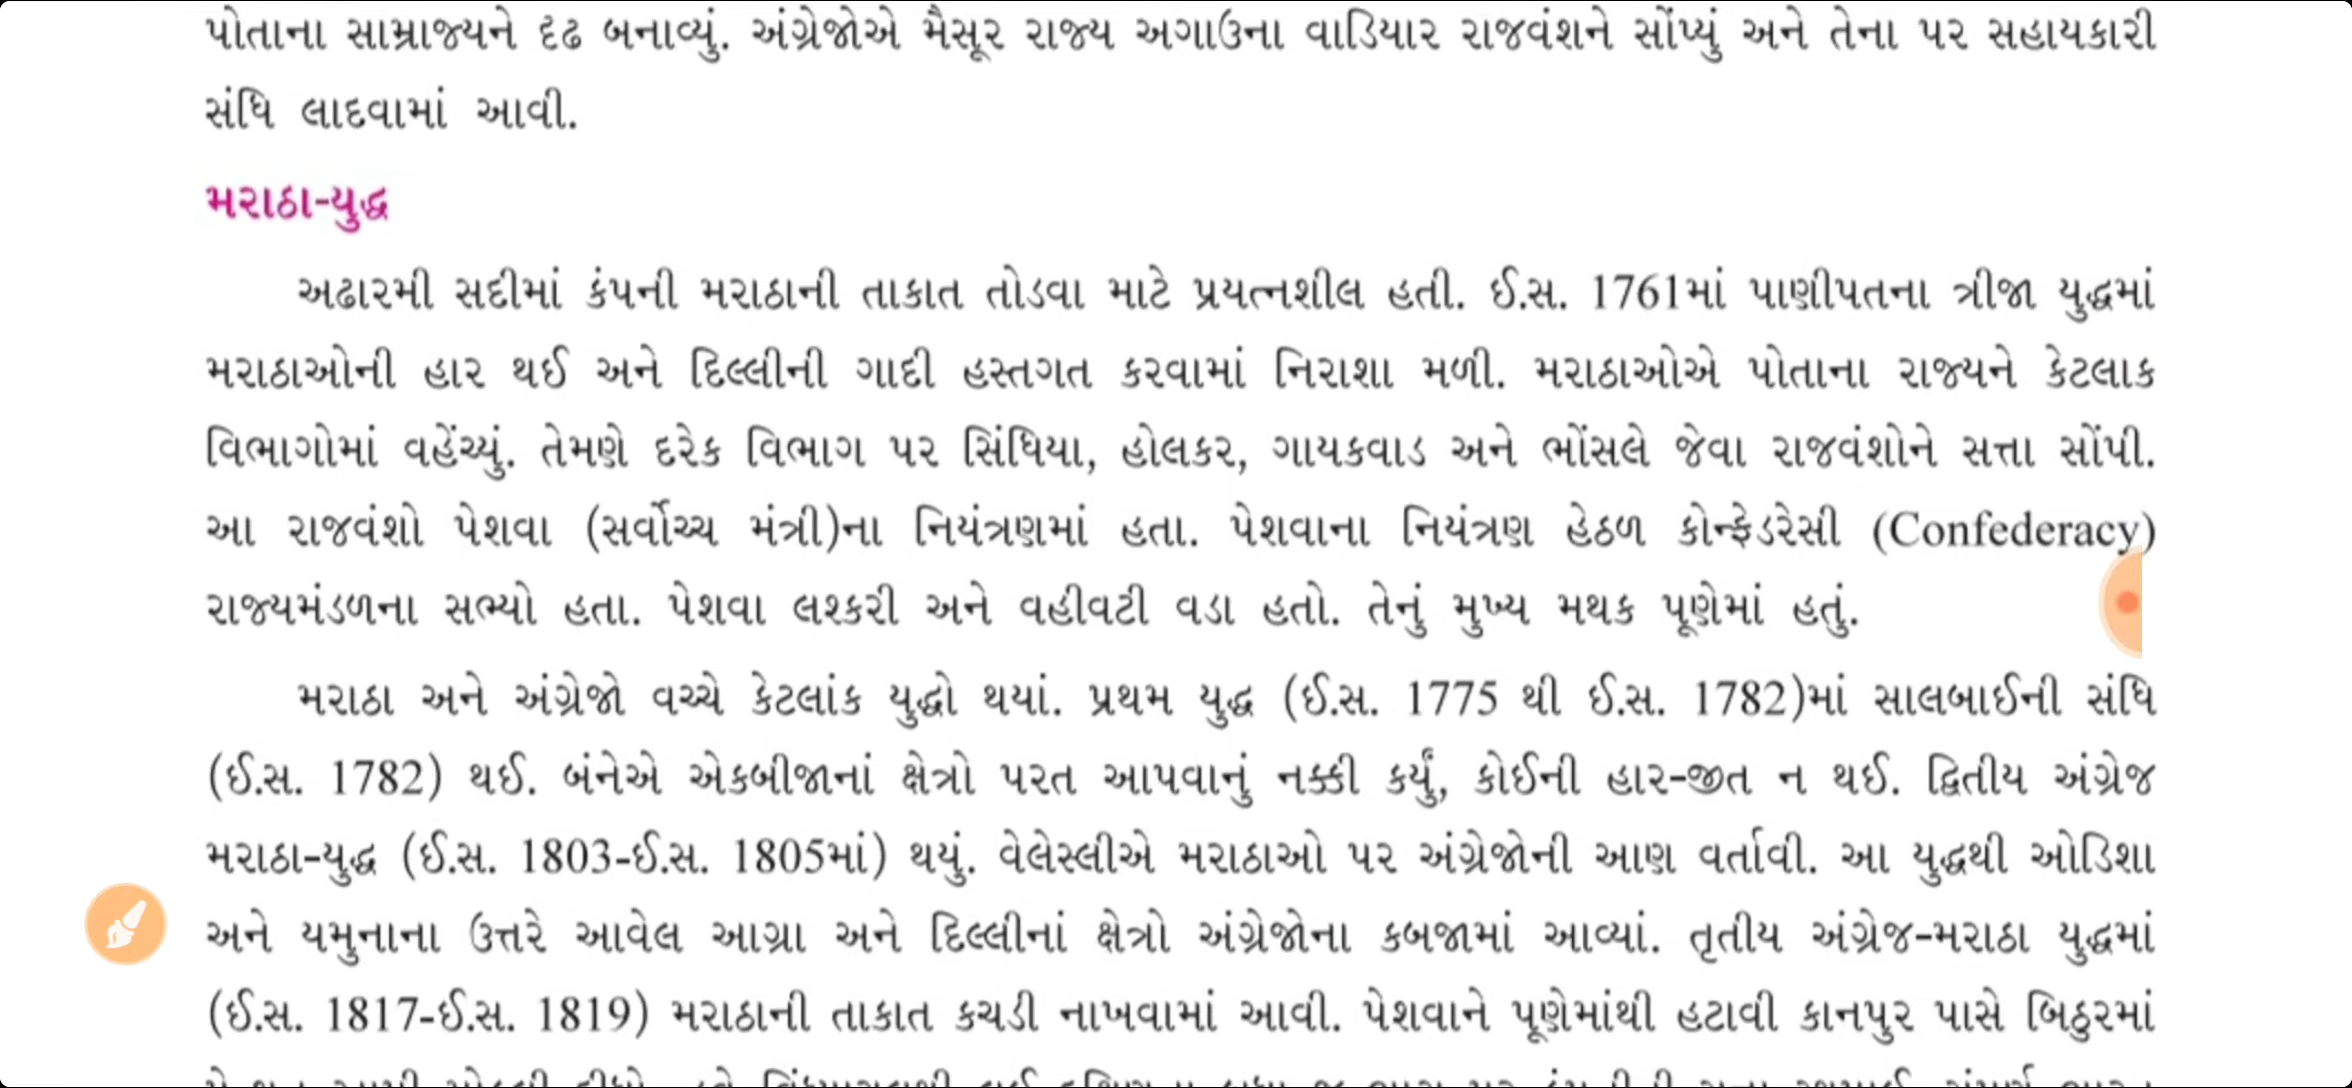 પોતાના સામ્રાજ્યને દૃઢ બનાવ્યું. અંગ્રેજોએ મૈસૂર રાજ્ય અગાઉના વાડિયાર રાજવંશને સોંપ્યું અને તેના પર સહાયકારી
સંધિ લાદવામાં આવી.
મરાઠા-યુદ્ધ
અઢારમી સદીમાં કંપની મરાઠાની તાકાત તોડવા માટે પ્રયત્નશીલ હતી. ઈ.સ. 1761માં પાણીપતના ત્રીજા યુદ્ધમાં
મરાઠાઓની હાર થઈ અને દિલ્લીની ગાદી હસ્તગત કરવામાં નિરાશા મળી. મરાઠાઓએ પોતાના રાજ્યને કેટલાક
વિભાગોમાં વહેંચ્યું. તેમણે દરેક વિભાગ પર સિંધિયા, હોલકર, ગાયકવાડ અને ભોંસલે જેવા રાજવંશોને સત્તા સોંપી.
આ રાજવંશો પેશવા (સર્વોચ્ચ મંત્રી)ના નિયંત્રણમાં હતા. પેશવાના નિયંત્રણ હેઠળ કોન્ફેડરેસી (Confederacy)
રાજ્યમંડળના સભ્યો હતા. પેશવા લશ્કરી અને વહીવટી વડા હતો. તેનું મુખ્ય મથક પૂણેમાં હતું.
મરાઠા અને અંગ્રેજો વચ્ચે કેટલાંક યુદ્ધો થયાં. પ્રથમ યુદ્ધ (ઈ.સ. 1775 થી ઈ.સ. 1782)માં સાલબાઈની સંધિ
(ઈ.સ. 1782) થઈ. બંનેએ એકબીજાનાં ક્ષેત્રો પરત આપવાનું નક્કી કર્યું, કોઈની હાર-જીત ન થઈ. દ્વિતીય અંગ્રેજ
મરાઠા-યુદ્ધ (ઈ.સ. 1803-ઈ.સ. 1805માં) થયું. વેલેસ્લીએ મરાઠાઓ પર અંગ્રેજોની આણ વર્તાવી. આ યુદ્ધથી ઓડિશા
અને યમુનાના ઉત્તરે આવેલ આગ્રા અને દિલ્લીનાં ક્ષેત્રો અંગ્રેજોના કબજામાં આવ્યાં. તૃતીય અંગ્રેજ-મરાઠા યુદ્ધમાં
(ઈ.સ. 1817-ઈ.સ. 1819) મરાઠાની તાકાત કચડી નાખવામાં આવી. પેશવાને પૂણેમાંથી હટાવી કાનપુર પાસે બિઠુરમાં